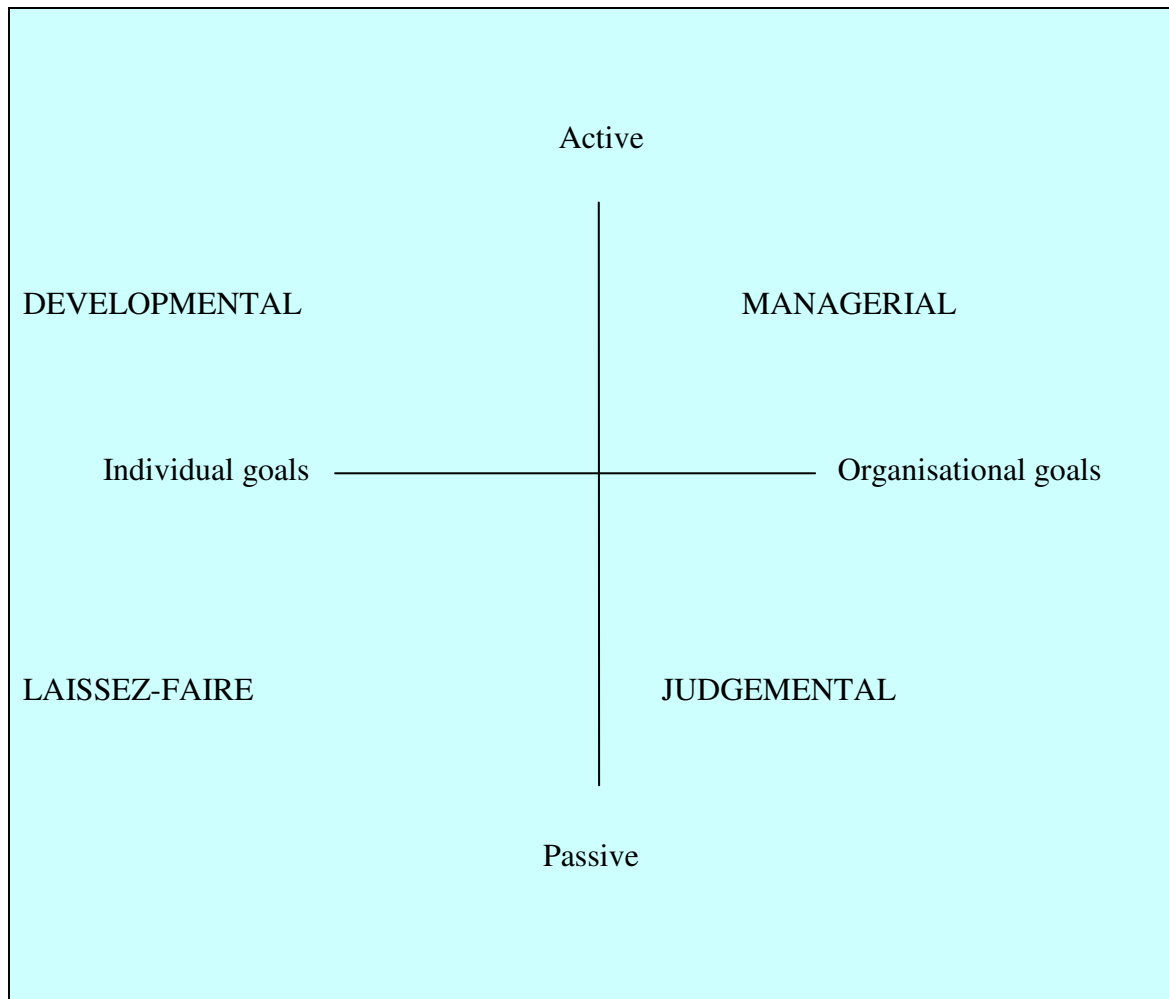 Active
DEVELOPMENTAL MANAGERIAL
Individual goals Organisational goals
LAISSEZ-FAIRE JUDGEMENTAL
Passive